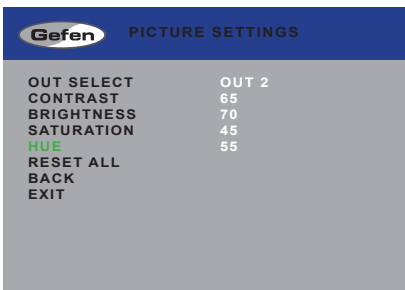 Gefen PICTURE SETTINGS
OUT SELECT OUT 2
CONTRAST 65
BRIGHTNESS 70
SATURATION 45
HUE 55
RESET ALL
BACK
EXIT